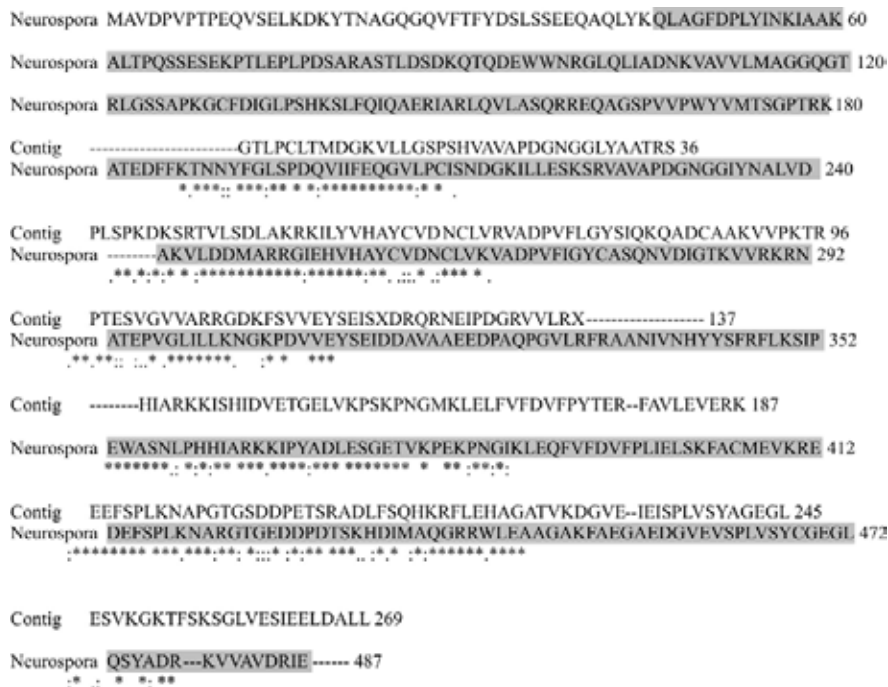 Neurospora MAVDPVPTPEQVSELKDKYTNAGQGQVFTFYDSLSSEEQAQLYKQLAGFDPLYINKIAAK 60
Neurospora ALTPQSSESEKPTLEPLPDSARASTLDSDKQTQDEWWNRGLQLIADNKVAVVLMAGGQGT 120
Neurospora RLGSSAPKGCFDIGLPSHKSLFQIQAERIARLQVLASQRREQAGSPVVPWYVMTSGPTRK 180
Contig ------------------------GTLPCLTMDGKVLLGSPSHVAVAPDGNGGLYAATRS 36
Neurospora ATEDFFKTNNYFGLSPDQVIIFEQGVLPCISNDGKILLESKSRVAVAPDGNGGIYNALVD 240
*.***:: ***:** * *:**********:* * .
Contig PLSPKDKSRTVLSDLAKRKILYVHAYCVDNCLVRVADPVFLGYSIQKQADCAAKVVPKTR 96
Neurospora --------AKVLDDMARRGIEHVHAYCVDNCLVKVADPVFIGYCASQNVDIGTKVVRKRN 292
.**.*:*:* :************:******:**. .::.* .:*** * .
Contig PTESVGVVARRGDKFSVVEYSEISXDRQRNEIPDGRVVLRX------------------- 137
Neurospora ATEPVGLILLKNGKPDVVEYSEIDDAVAAEEDPAQPGVLRFRAANIVNHYYSFRFLKSIP 352
.**.**:: :..* .*******. :* * ***
Contig --------HIARKKISHIDVETGELVKPSKPNGMKLELFVFDVFPYTER--FAVLEVERK 187
Neurospora EWASNLPHHIARKKIPYADLESGETVKPEKPNGIKLEQFVFDVFPLIELSKFACMEVKRE 412
*******.: *:*:** ***.****:*** ******* * ** :**:*:
Contig EEFSPLKNAPGTGSDDPETSRADLFSQHKRFLEHAGATVKDGVE--IEISPLVSYAGEGL 245
Neurospora DEFSPLKNARGTGEDDPDTSKHDIMAQGRRWLEAAGAKFAEGAEDGVEVSPLVSYCGEGL 472
:******** ***.***:**: *:::* :*:** ***.. :*.* :*:******.****
Contig ESVKGKTFSKSGLVESIEELDALL 269
Neurospora QSYADR---KVVAVDRIE------ 487
:* .: * *: **